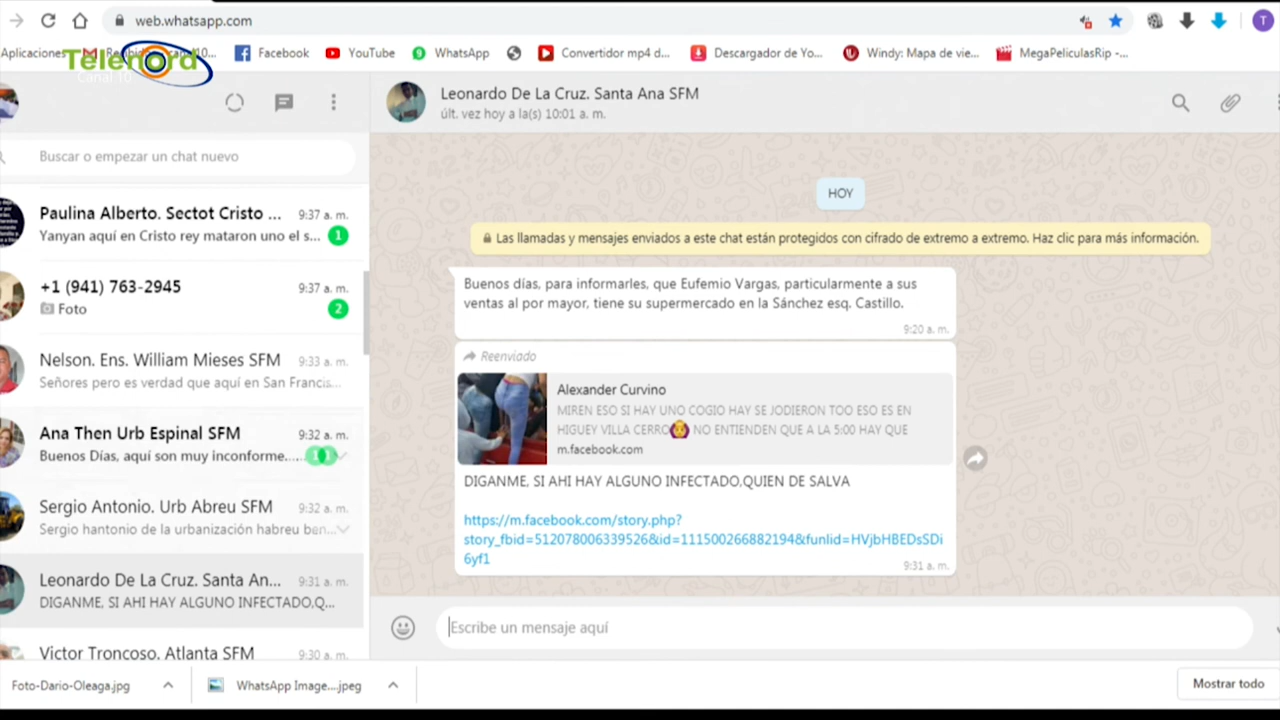 web.whatsapp.com
T
Aplicaciones
Facebook
YouTube
WhatsApp
Convertidor mp4 d...
Descargador de Yo...
Windy: Mapa de vie...
MegaPeliculasRip -...
Telenord
Canal 10
Leonardo De La Cruz. Santa Ana SFM
últ. vez hoy a la(s) 10:01 a. m.
Buscar o empezar un chat nuevo
Paulina Alberto. Sectot Cristo ...
9:37 a. m.
Yanyan aquí en Cristo rey mataron uno el s...
1
+1 (941) 763-2945
9:37 a. m.
Foto
2
Nelson. Ens. William Mieses SFM
9:33 a. m.
Señores pero es verdad que aquí en San Francis...
Ana Then Urb Espinal SFM
9:32 a. m.
Buenos Días, aquí son muy inconforme....
Sergio Antonio. Urb Abreu SFM
9:32 a. m.
Sergio hantonio de la urbanización habreu ben...
Leonardo De La Cruz. Santa An...
9:31 a. m.
DIGANME, SI AHI HAY ALGUNO INFECTADO,Q...
Victor Troncoso. Atlanta SFM
9:30 a. m.
HOY
Las llamadas y mensajes enviados a este chat están protegidos con cifrado de extremo a extremo. Haz clic para más información.
Buenos días, para informarles, que Eufemio Vargas, particularmente a sus
ventas al por mayor, tiene su supermercado en la Sánchez esq. Castillo.
9:20 a. m.
Reenviado
Alexander Curvino
MIREN ESO SI HAY UNO COGIO HAY SE JODIERON TOO ESO ES EN
HIGUEY VILLA CERRO🙆 NO ENTIENDEN QUE A LA 5:00 HAY QUE
m.facebook.com
DIGANME, SI AHI HAY ALGUNO INFECTADO,QUIEN DE SALVA
https://m.facebook.com/story.php?
story_fbid=512078006339526&id=111500266882194&funlid=HVjbHBEDsSDi
6yf1
9:31 a. m.
Escribe un mensaje aquí
Foto-Dario-Oleaga.jpg
WhatsApp Image....jpeg
Mostrar todo